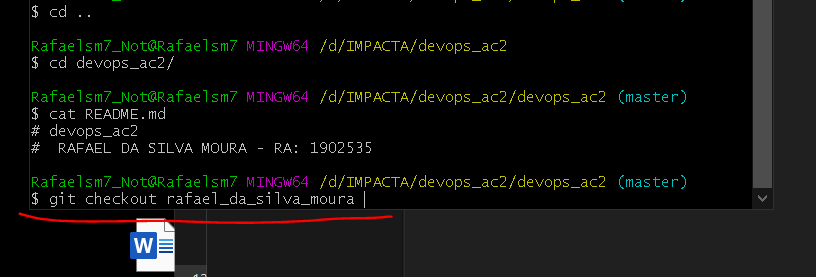 $ cd ..
Rafaelsm7_Not@Rafaelsm7 MINGW64 /d/IMPACTA/devops_ac2
$ cd devops_ac2/
Rafaelsm7_Not@Rafaelsm7 MINGW64 /d/IMPACTA/devops_ac2/devops_ac2 (master)
$ cat README.md
# devops_ac2
#  RAFAEL DA SILVA MOURA - RA: 1902535
Rafaelsm7_Not@Rafaelsm7 MINGW64 /d/IMPACTA/devops_ac2/devops_ac2 (master)
$ git checkout rafael_da_silva_moura
W